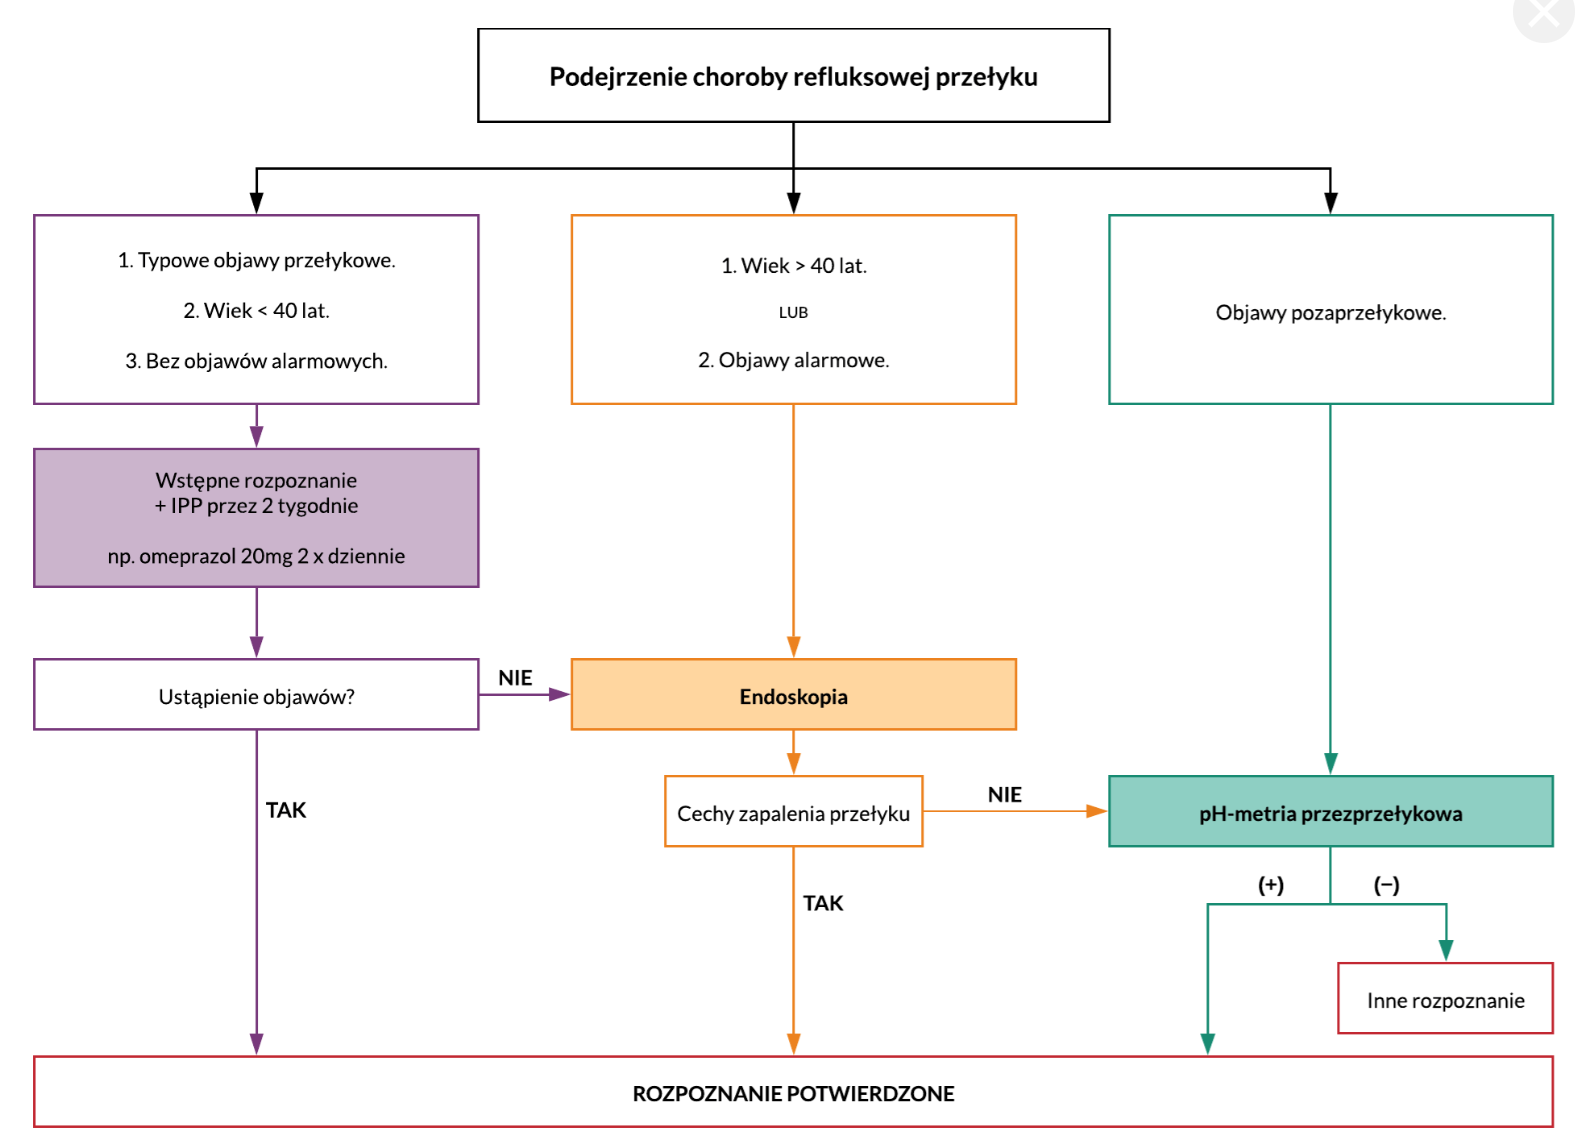 Podejrzenie choroby refluksowej przełyku
1. Typowe objawy przełykowe.
2. Wiek < 40 lat.
3. Bez objawów alarmowych.
1. Wiek > 40 lat.
LUB
2. Objawy alarmowe.
Objawy pozaprzełykowe.
Wstępne rozpoznanie
+ IPP przez 2 tygodnie
np. omeprazol 20mg 2 x dziennie
Ustąpienie objawów?
NIE
Endoskopia
TAK
Cechy zapalenia przełyku
NIE
pH-metria przezprzełykowa
TAK
(+)
(−)
Inne rozpoznanie
ROZPOZNANIE POTWIERDZONE